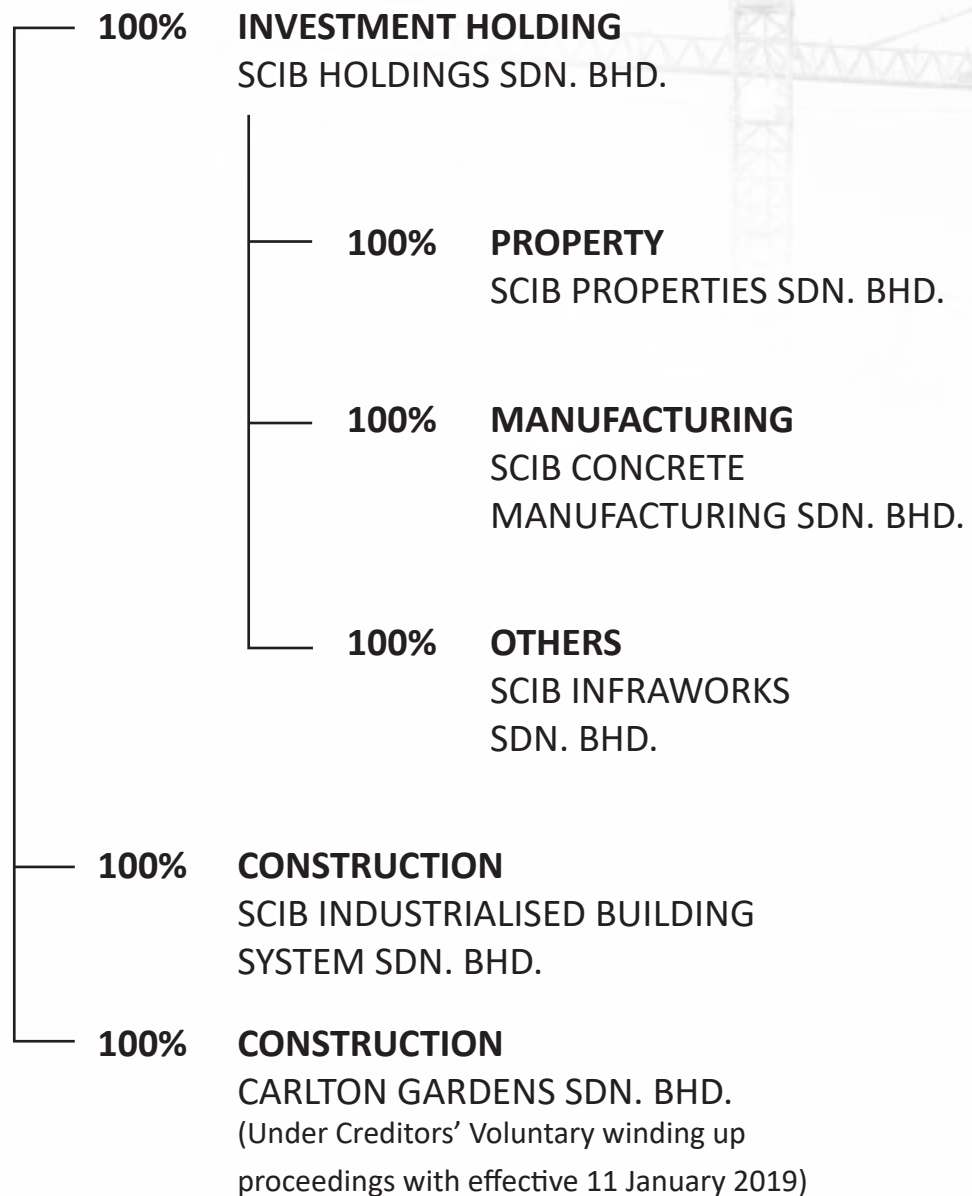 100% INVESTMENT HOLDING
SCIB HOLDINGS SDN. BHD.
100% PROPERTY
SCIB PROPERTIES SDN. BHD.
100% MANUFACTURING
SCIB CONCRETE
MANUFACTURING SDN. BHD.
100% OTHERS
SCIB INFRAWORKS
SDN. BHD.
100% CONSTRUCTION
SCIB INDUSTRIALISED BUILDING
SYSTEM SDN. BHD.
100% CONSTRUCTION
CARLTON GARDENS SDN. BHD.
(Under Creditors’ Voluntary winding up
proceedings with effective 11 January 2019)